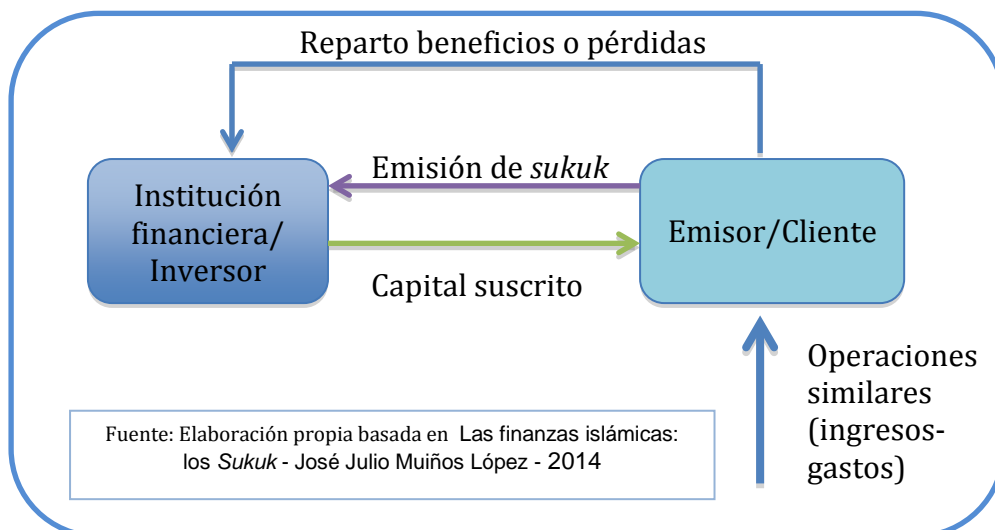 Reparto beneficios o pérdidas
Emisión de sukuk
Institución
financiera/
Inversor
Emisor/Cliente
Capital suscrito
Operaciones
similares
(ingresos-
gastos)
Fuente: Elaboración propia basada en Las finanzas islámicas:
los Sukuk - José Julio Muiños López - 2014